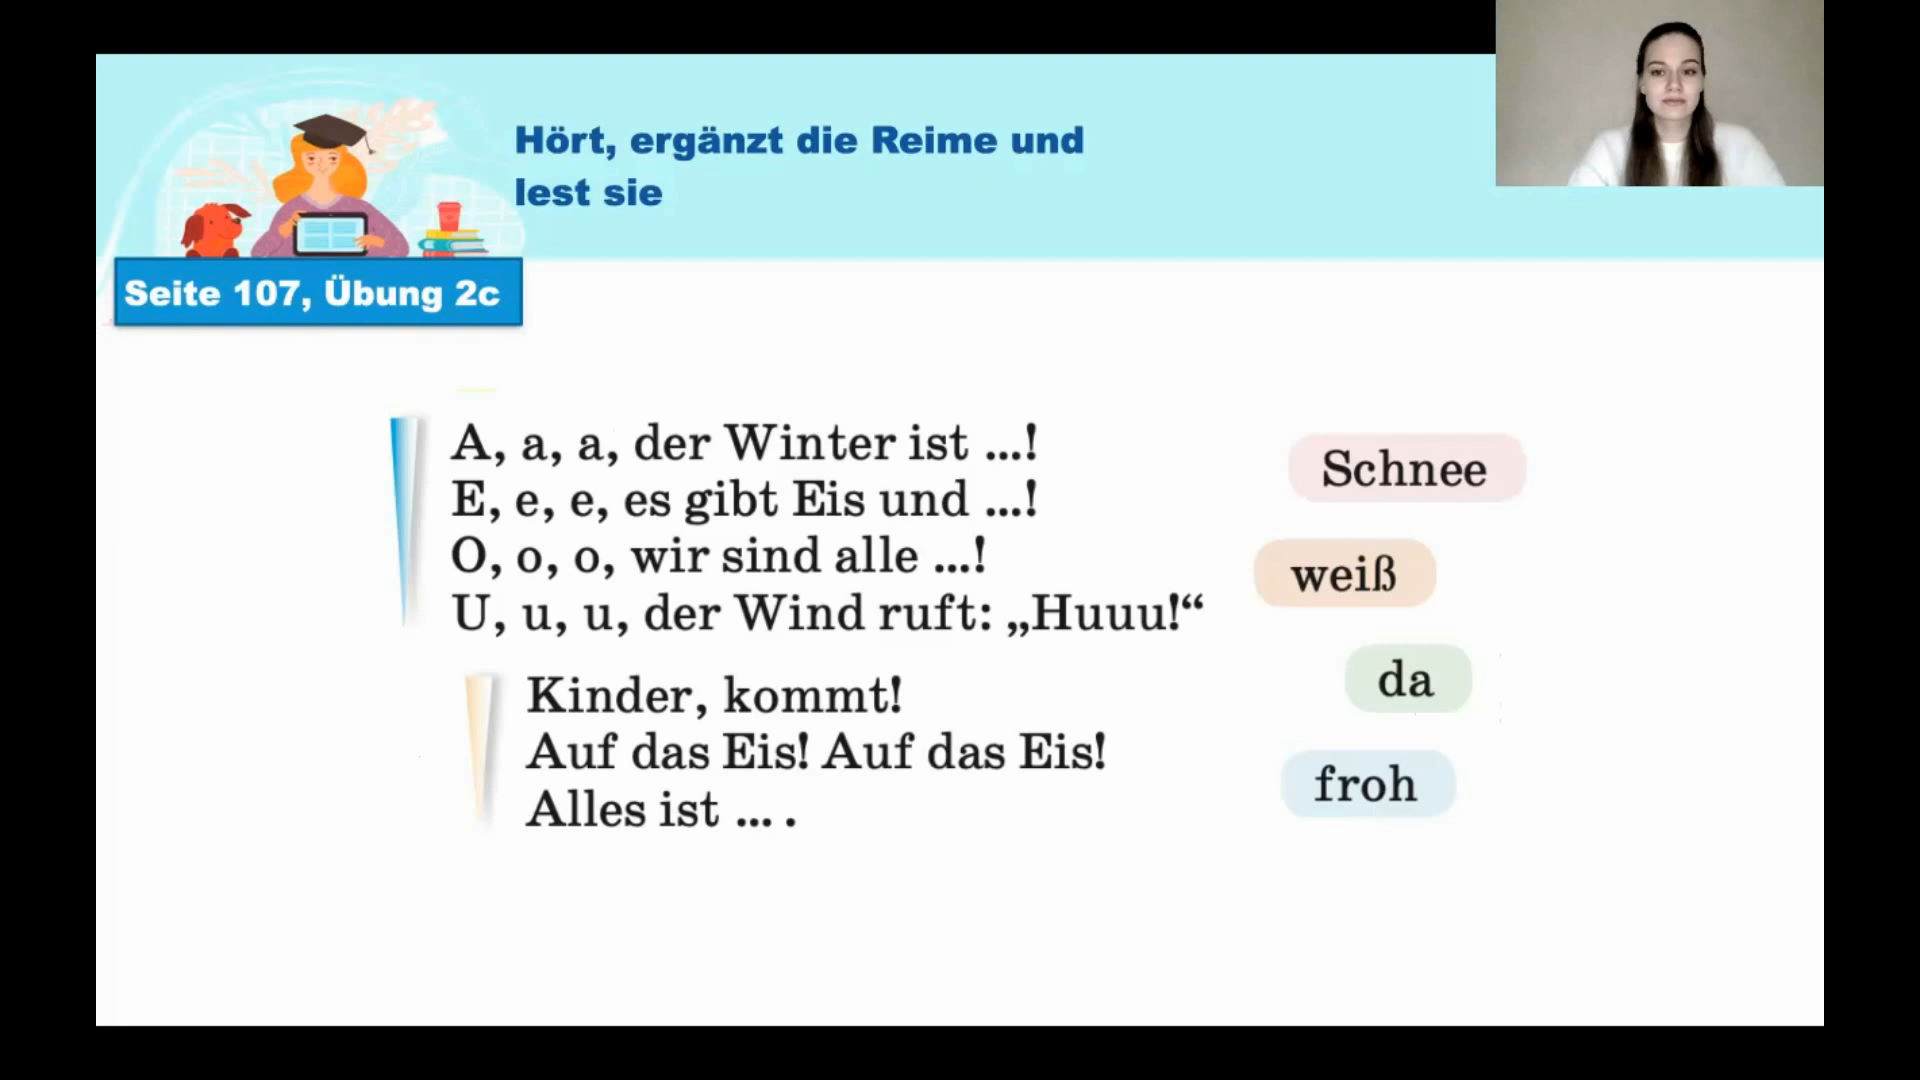 Hört, ergänzt die Reime und
lest sie
Seite 107, Übung 2c
A, a, a, der Winter ist ...!
E, e, e, es gibt Eis und ...!
O, o, o, wir sind alle ...!
U, u, u, der Wind ruft: „Huuu!“
Kinder, kommt!
Auf das Eis! Auf das Eis!
Alles ist ... .
Schnee
weiß
da
froh